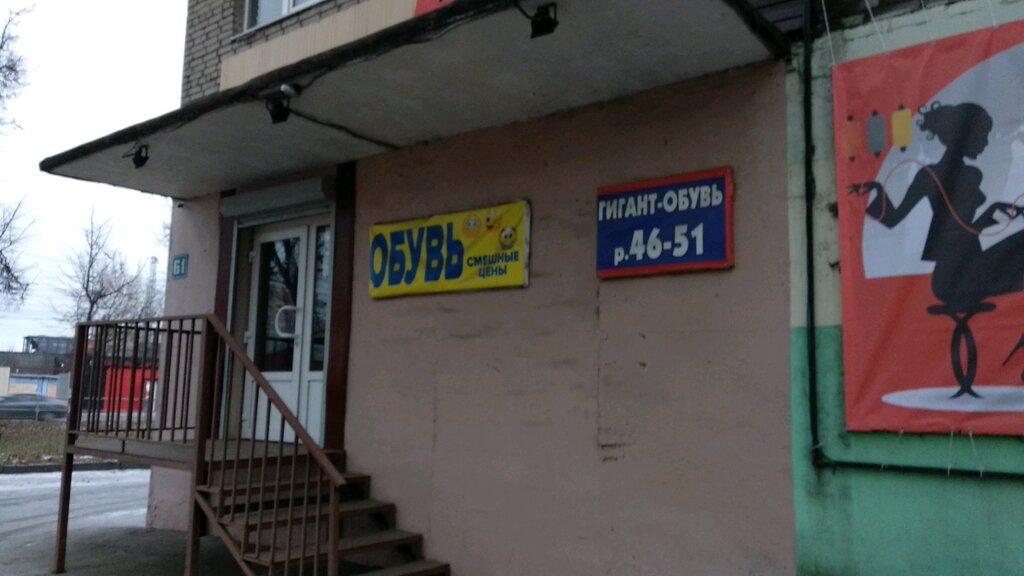 61
ОБУВЬ
СМЕШНЫЕ
ЦЕНЫ
ГИГАНТ-ОБУВЬ
р.46-51